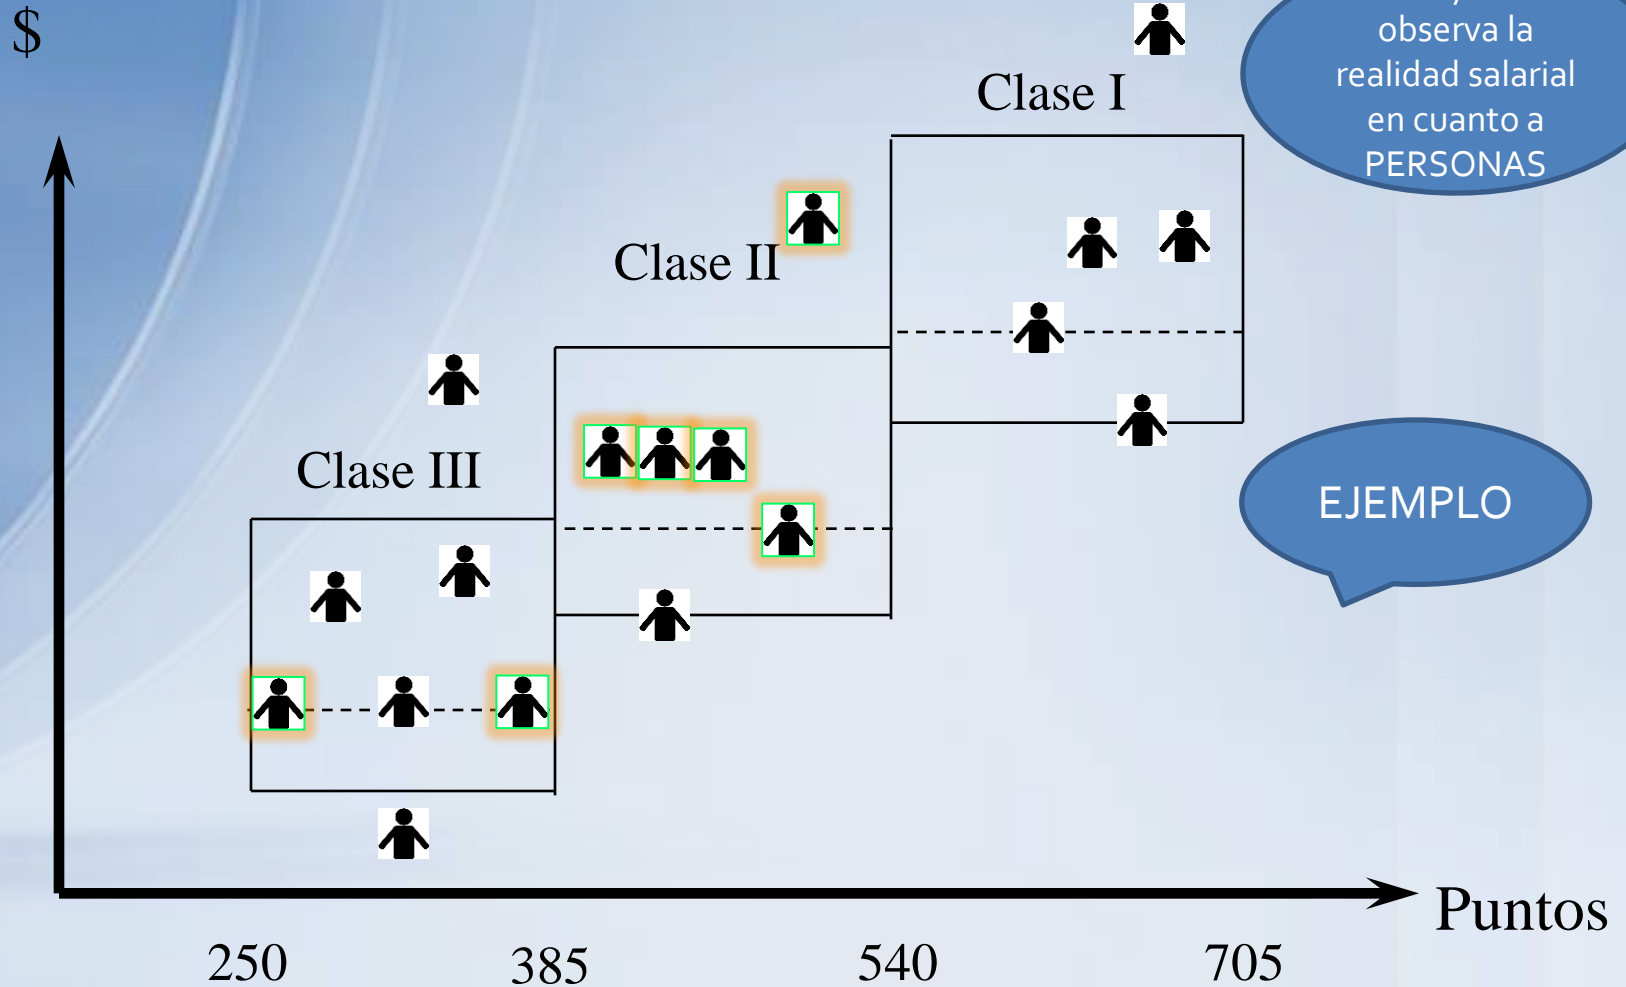 $
observa la
realidad salarial
en cuanto a
PERSONAS
Clase I
Clase II
Clase III
EJEMPLO
Puntos
250
385
540
705